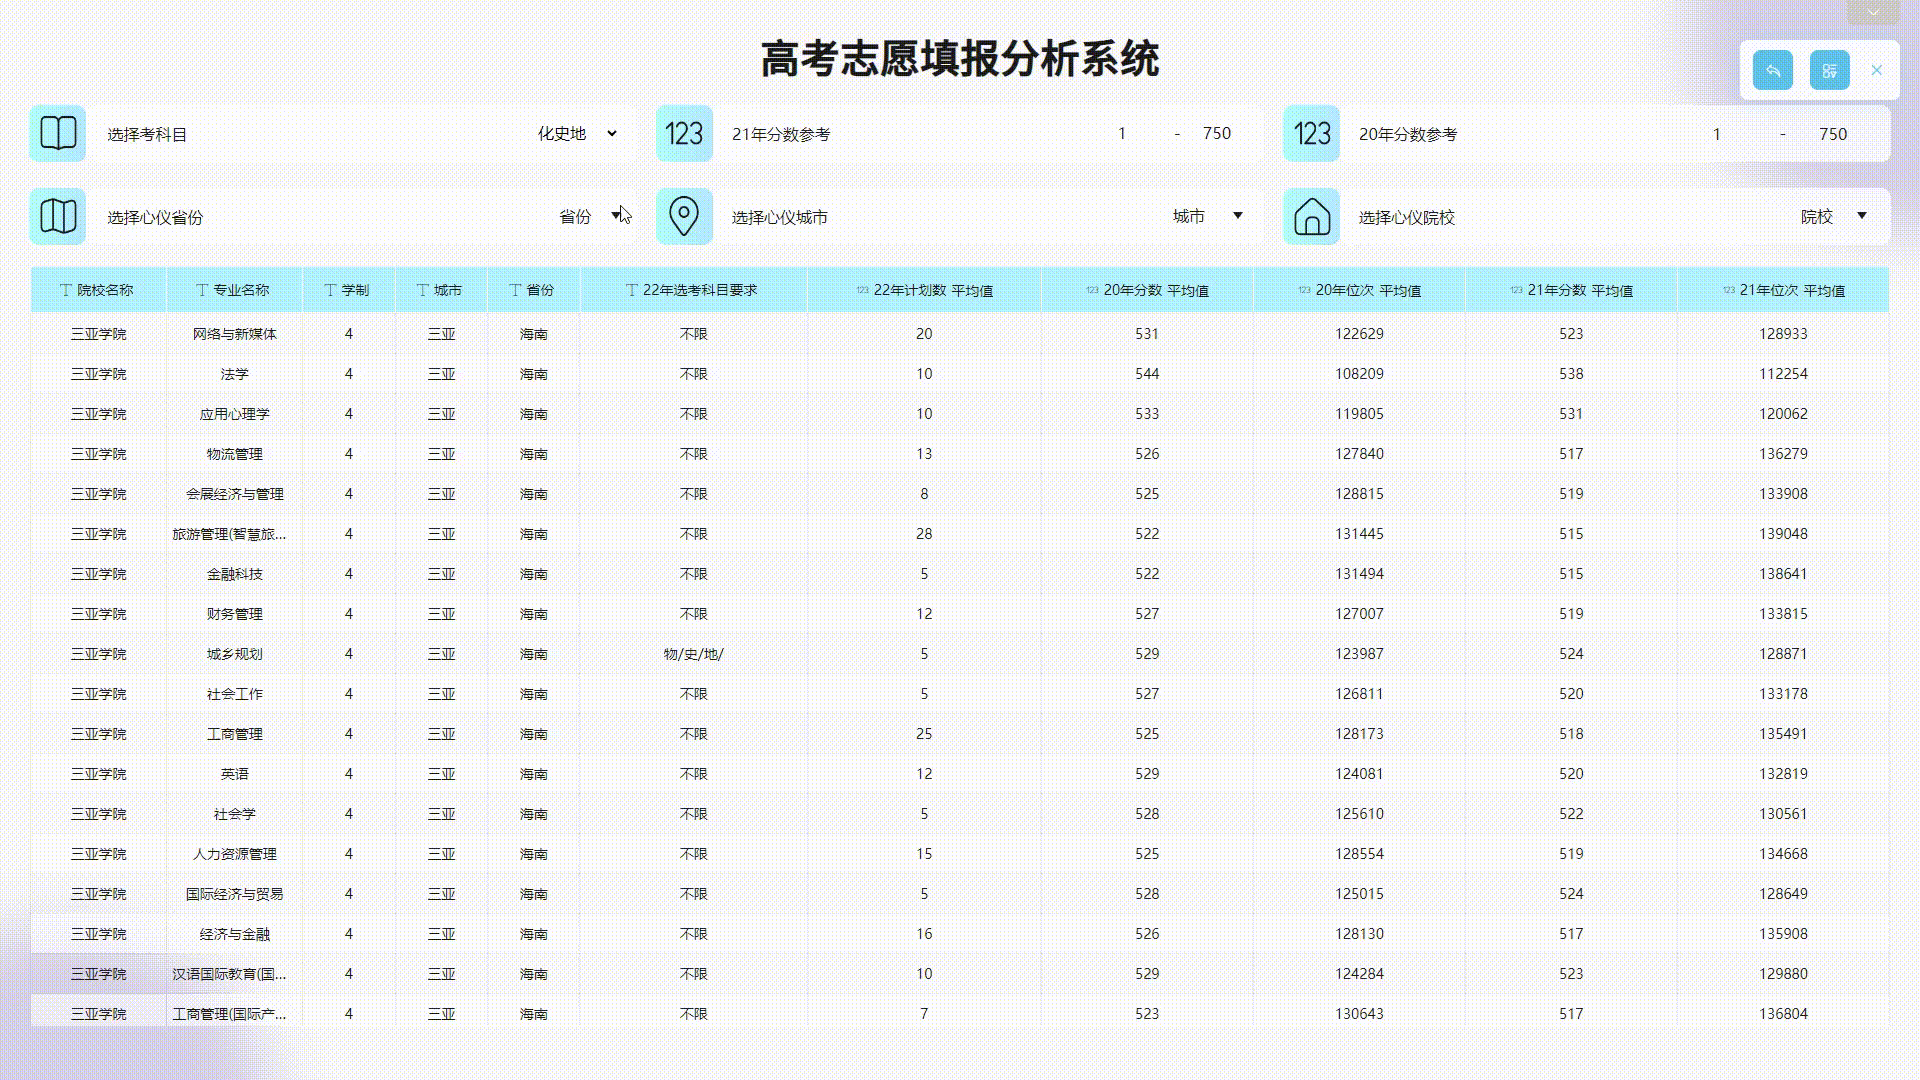 高考志愿填报分析系统
选择考科目 化史地
123 21年分数参考 1 - 750
123 20年分数参考 1 - 750
选择心仪省份 省份
选择心仪城市 城市
选择心仪院校 院校
院校名称 专业名称 学制 城市 省份 22年选考科目要求 123 22年计划数 平均值 123 20年分数 平均值 123 20年位次 平均值 123 21年分数 平均值 123 21年位次 平均值
三亚学院 网络与新媒体 4 三亚 海南 不限 20 531 122629 523 128933
三亚学院 法学 4 三亚 海南 不限 10 544 108209 538 112254
三亚学院 应用心理学 4 三亚 海南 不限 10 533 119805 531 120062
三亚学院 物流管理 4 三亚 海南 不限 13 526 127840 517 136279
三亚学院 会展经济与管理 4 三亚 海南 不限 8 525 128815 519 133908
三亚学院 旅游管理(智慧旅... 4 三亚 海南 不限 28 522 131445 515 139048
三亚学院 金融科技 4 三亚 海南 不限 5 522 131494 515 138641
三亚学院 财务管理 4 三亚 海南 不限 12 527 127007 519 133815
三亚学院 城乡规划 4 三亚 海南 物/史/地/ 5 529 123987 524 128871
三亚学院 社会工作 4 三亚 海南 不限 5 527 126811 520 133178
三亚学院 工商管理 4 三亚 海南 不限 25 525 128173 518 135491
三亚学院 英语 4 三亚 海南 不限 12 529 124081 520 132819
三亚学院 社会学 4 三亚 海南 不限 5 528 125610 522 130561
三亚学院 人力资源管理 4 三亚 海南 不限 15 525 128554 519 134668
三亚学院 国际经济与贸易 4 三亚 海南 不限 5 528 125015 524 128649
三亚学院 经济与金融 4 三亚 海南 不限 16 526 128130 517 135908
三亚学院 汉语国际教育(国... 4 三亚 海南 不限 10 529 124284 523 129880
三亚学院 工商管理(国际产... 4 三亚 海南 不限 7 523 130643 517 136804